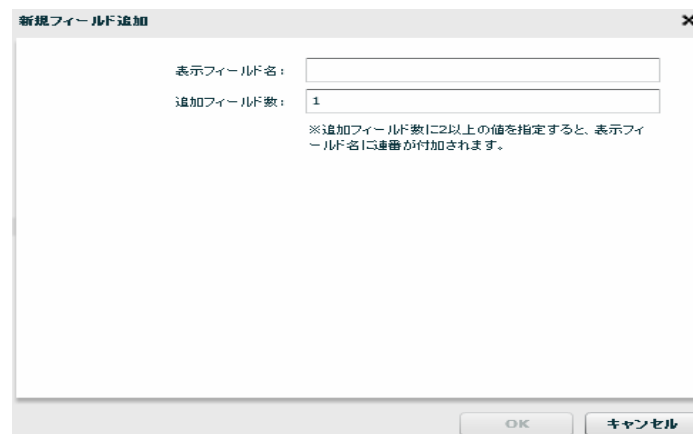 新規フィールド追加
表示フィールド名：
追加フィールド数： 1
※追加フィールド数に2以上の値を指定すると、表示フィ
ールド名に連番が付加されます。
OK キャンセル